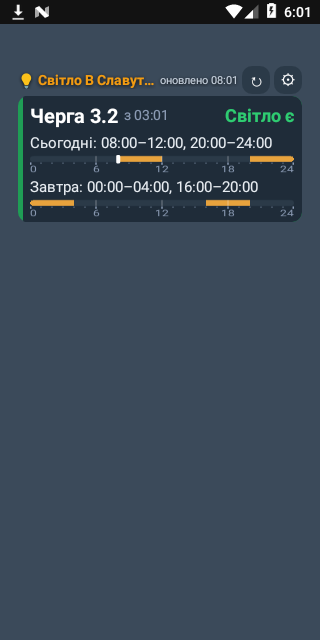 6:01
Світло В Славут… оновлено 08:01
Черга 3.2 з 03:01 Світло є
Сьогодні: 08:00–12:00, 20:00–24:00
0 6 12 18 24
Завтра: 00:00–04:00, 16:00–20:00
0 6 12 18 24